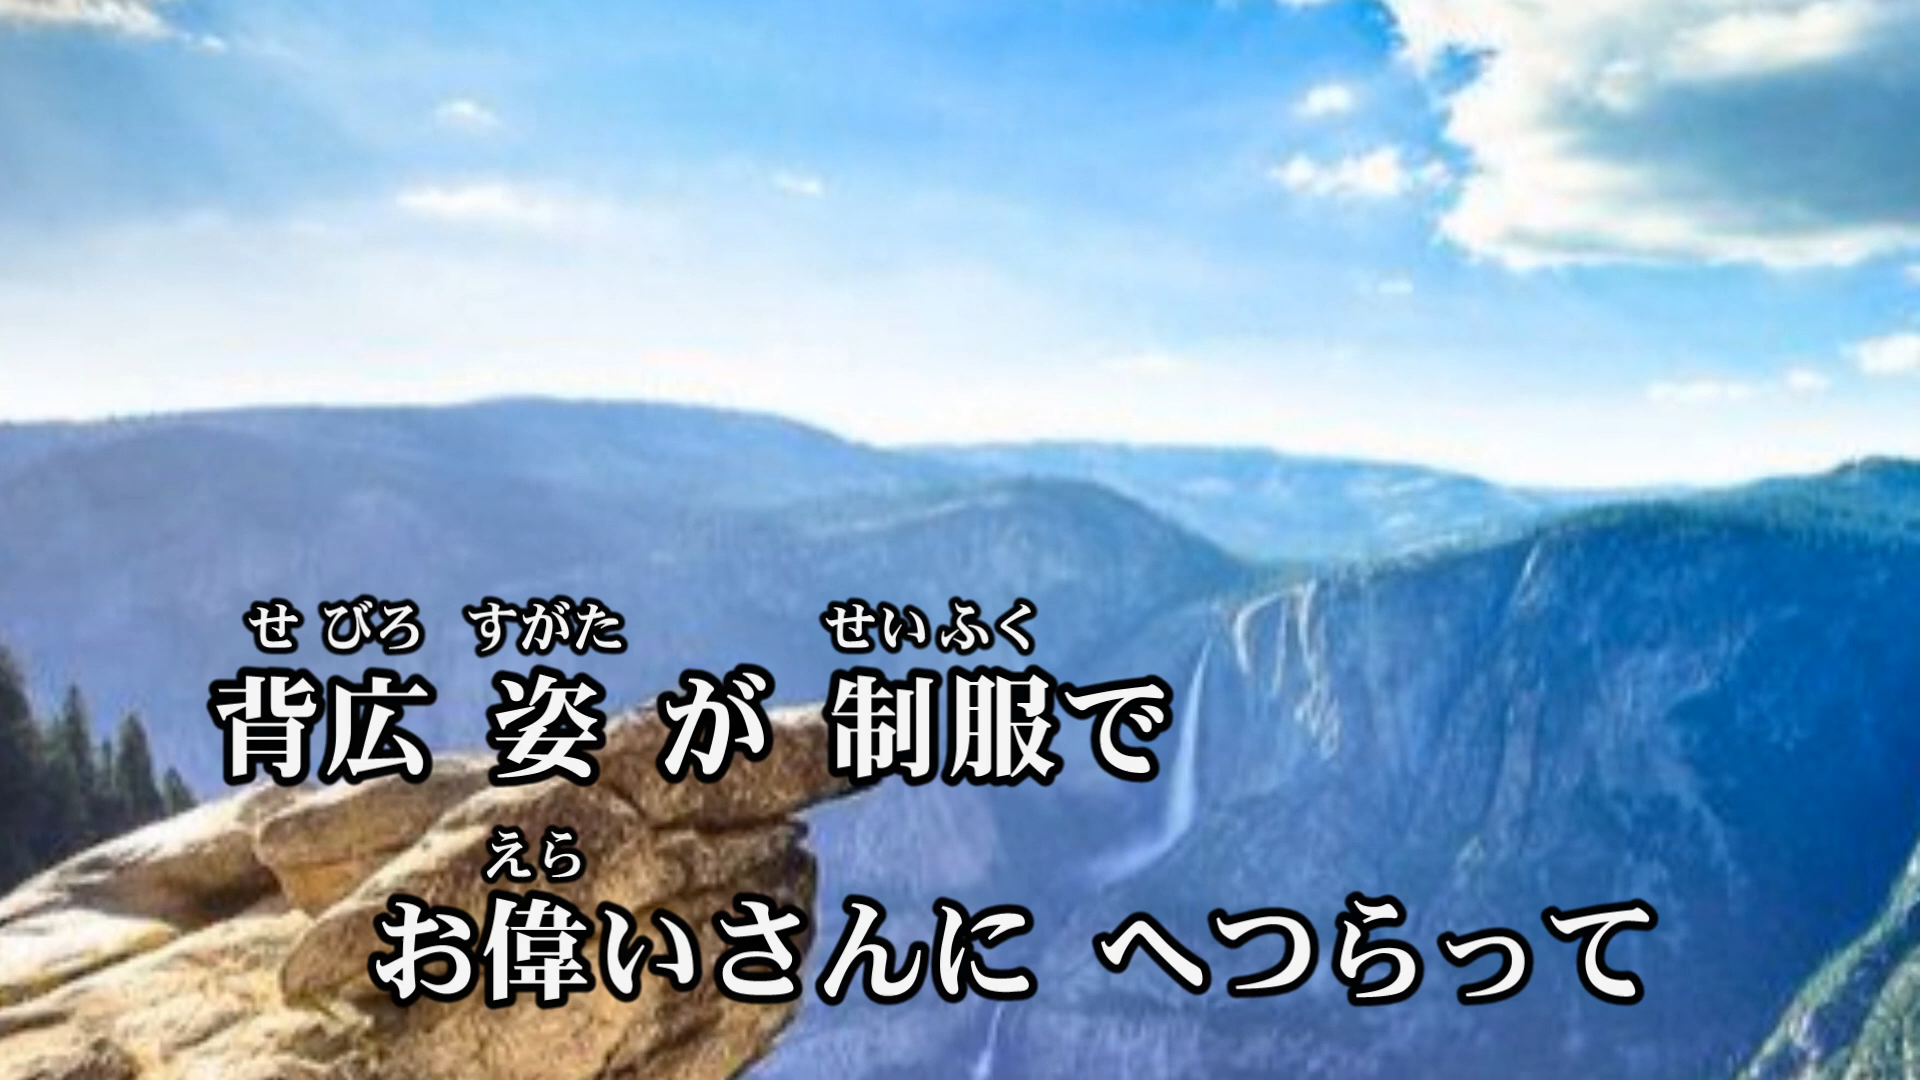 せびろ すがた せいふく
背広 姿 が 制服で
えら
お偉いさんに へつらって